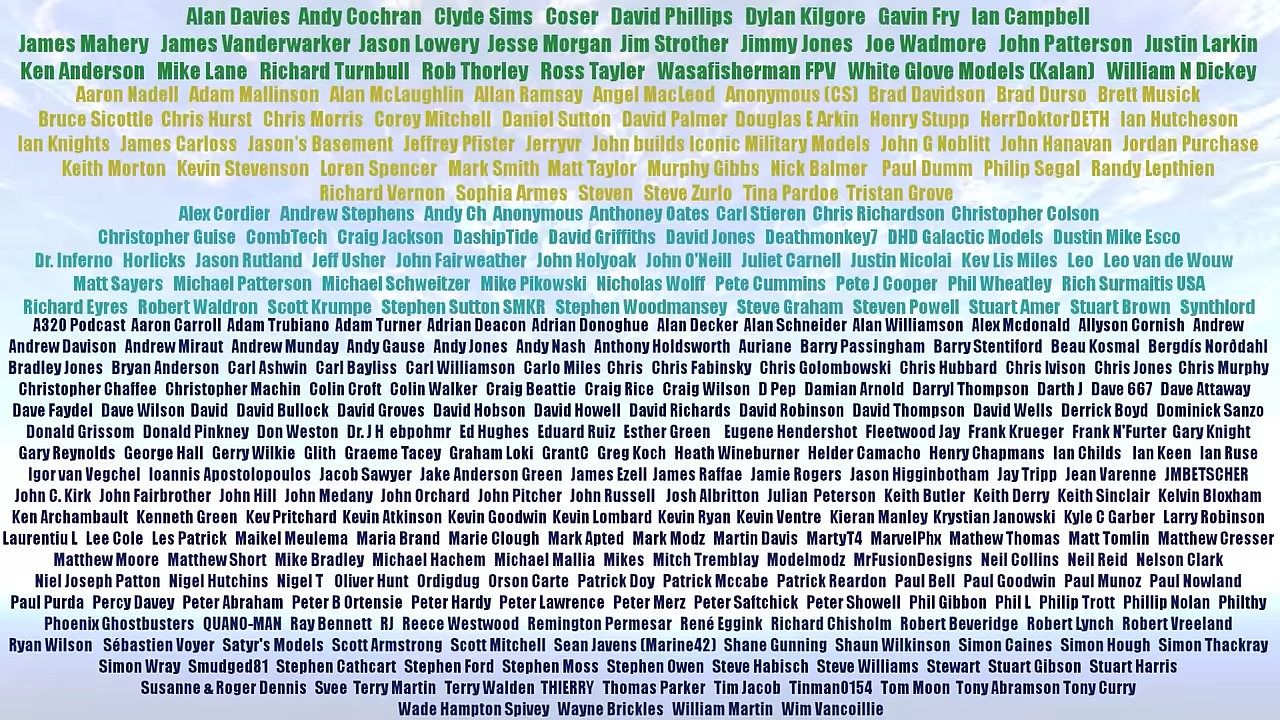 Alan Davies Andy Cochran Clyde Sims Coser David Phillips Dylan Kilgore Gavin Fry Ian Campbell
James Mahery James Vanderwarker Jason Lowery Jesse Morgan Jim Strother Jimmy Jones Joe Wadmore John Patterson Justin Larkin
Ken Anderson Mike Lane Richard Turnbull Rob Thorley Ross Tayler Wasafisherman FPV White Glove Models (Kalan) William N Dickey
Aaron Nadell Adam Mallinson Alan McLaughlin Allan Ramsay Angel MacLeod Anonymous (CS) Brad Davidson Brad Durso Brett Musick
Bruce Sicottle Chris Hurst Chris Morris Corey Mitchell Daniel Sutton David Palmer Douglas E Arkin Henry Stupp HerrDoktorDETH Ian Hutcheson
Ian Knights James Carloss Jason's Basement Jeffrey Pfister Jerryvr John builds Iconic Military Models John G Noblitt John Hanavan Jordan Purchase
Keith Morton Kevin Stevenson Loren Spencer Mark Smith Matt Taylor Murphy Gibbs Nick Balmer Paul Dumm Philip Segal Randy Lepthien
Richard Vernon Sophia Armes Steven Steve Zurlo Tina Pardoe Tristan Grove
Alex Cordier Andrew Stephens Andy Ch Anonymous Anthoney Oates Carl Stieren Chris Richardson Christopher Colson
Christopher Guise CombTech Craig Jackson DashipTide David Griffiths David Jones Deathmonkey7 DHD Galactic Models Dustin Mike Esco
Dr. Inferno Horlicks Jason Rutland Jeff Usher John Fairweather John Holyoak John O'Neill Juliet Carnell Justin Nicolai Kev Lis Miles Leo Leo van de Wouw
Matt Sayers Michael Patterson Michael Schweitzer Mike Pikowski Nicholas Wolff Pete Cummins Pete J Cooper Phil Wheatley Rich Surmaitis USA
Richard Eyres Robert Waldron Scott Krumpe Stephen Sutton SMKR Stephen Woodmansey Steve Graham Steven Powell Stuart Amer Stuart Brown Synthlord
A320 Podcast Aaron Carroll Adam Trubiano Adam Turner Adrian Deacon Adrian Donoghue Alan Decker Alan Schneider Alan Williamson Alex Mcdonald Allyson Cornish Andrew
Andrew Davison Andrew Miraut Andrew Munday Andy Gause Andy Jones Andy Nash Anthony Holdsworth Auriane Barry Passingham Barry Stentiford Beau Kosmal Bergdís Norðdahl
Bradley Jones Bryan Anderson Carl Ashwin Carl Bayliss Carl Williamson Carlo Miles Chris Chris Fabinsky Chris Golombowski Chris Hubbard Chris Ivison Chris Jones Chris Murphy
Christopher Chaffee Christopher Machin Colin Croft Colin Walker Craig Beattie Craig Rice Craig Wilson D Pep Damian Arnold Darryl Thompson Darth J Dave 667 Dave Attaway
Dave Faydel Dave Wilson David David Bullock David Groves David Hobson David Howell David Richards David Robinson David Thompson David Wells Derrick Boyd Dominick Sanzo
Donald Grissom Donald Pinkney Don Weston Dr. J H ebpohmr Ed Hughes Eduard Ruiz Esther Green Eugene Hendershot Fleetwood Jay Frank Krueger Frank N'Furter Gary Knight
Gary Reynolds George Hall Gerry Wilkie Glith Graeme Tacey Graham Loki GrantC Greg Koch Heath Wineburner Helder Camacho Henry Chapmans Ian Childs Ian Keen Ian Ruse
Igor van Vegchel Ioannis Apostolopoulos Jacob Sawyer Jake Anderson Green James Ezell James Raffae Jamie Rogers Jason Higginbotham Jay Tripp Jean Varenne JMBETSCHER
John C. Kirk John Fairbrother John Hill John Medany John Orchard John Pitcher John Russell Josh Albritton Julian Peterson Keith Butler Keith Derry Keith Sinclair Kelvin Bloxham
Ken Archambault Kenneth Green Kev Pritchard Kevin Atkinson Kevin Goodwin Kevin Lombard Kevin Ryan Kevin Ventre Kieran Manley Krystian Janowski Kyle C Garber Larry Robinson
Laurentiu L Lee Cole Les Patrick Maikel Meulema Maria Brand Marie Clough Mark Apted Mark Modz Martin Davis MartyT4 MarvelPhx Mathew Thomas Matt Tomlin Matthew Cresser
Matthew Moore Matthew Short Mike Bradley Michael Hachem Michael Mallia Mikes Mitch Tremblay Modelmodz MrFusionDesigns Neil Collins Neil Reid Nelson Clark
Niel Joseph Patton Nigel Hutchins Nigel T Oliver Hunt Ordigdug Orson Carte Patrick Doy Patrick Mccabe Patrick Reardon Paul Bell Paul Goodwin Paul Munoz Paul Nowland
Paul Purda Percy Davey Peter Abraham Peter B Ortensie Peter Hardy Peter Lawrence Peter Merz Peter Saftchick Peter Showell Phil Gibbon Phil L Philip Trott Phillip Nolan Philthy
Phoenix Ghostbusters QUANO-MAN Ray Bennett RJ Reece Westwood Remington Permesar René Eggink Richard Chisholm Robert Beveridge Robert Lynch Robert Vreeland
Ryan Wilson Sébastien Voyer Satyr's Models Scott Armstrong Scott Mitchell Sean Javens (Marine42) Shane Gunning Shaun Wilkinson Simon Caines Simon Hough Simon Thackray
Simon Wray Smudged81 Stephen Cathcart Stephen Ford Stephen Moss Stephen Owen Steve Habisch Steve Williams Stewart Stuart Gibson Stuart Harris
Susanne & Roger Dennis Svee Terry Martin Terry Walden THIERRY Thomas Parker Tim Jacob Tinman0154 Tom Moon Tony Abramson Tony Curry
Wade Hampton Spivey Wayne Brickles William Martin Wim Vancoillie